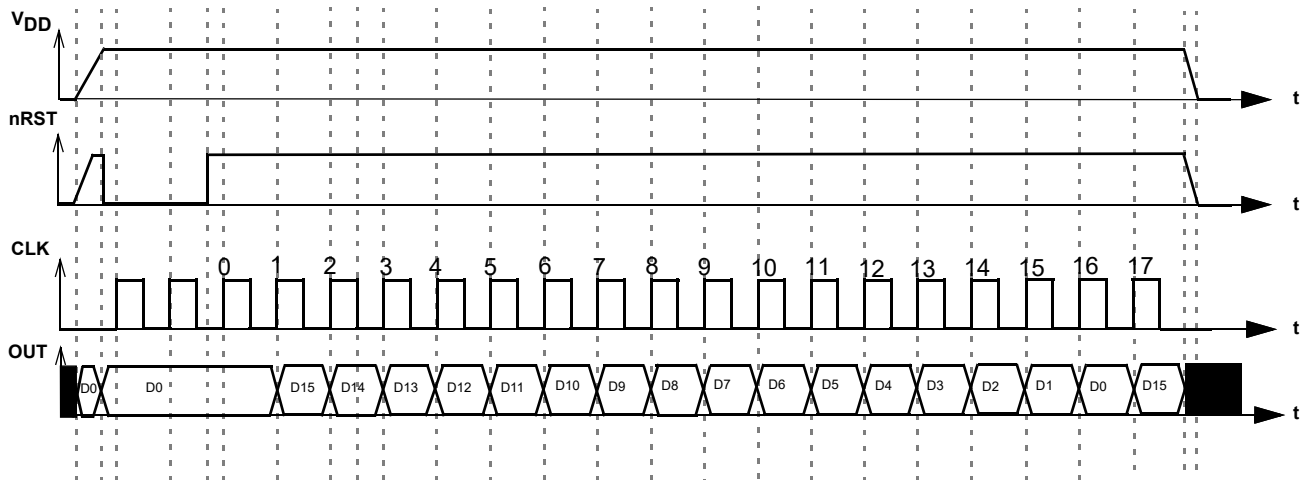 VDD
t
nRST
t
CLK
0 1 2 3 4 5 6 7 8 9 10 11 12 13 14 15 16 17
t
OUT
D0 D0 D15 D14 D13 D12 D11 D10 D9 D8 D7 D6 D5 D4 D3 D2 D1 D0 D15
t